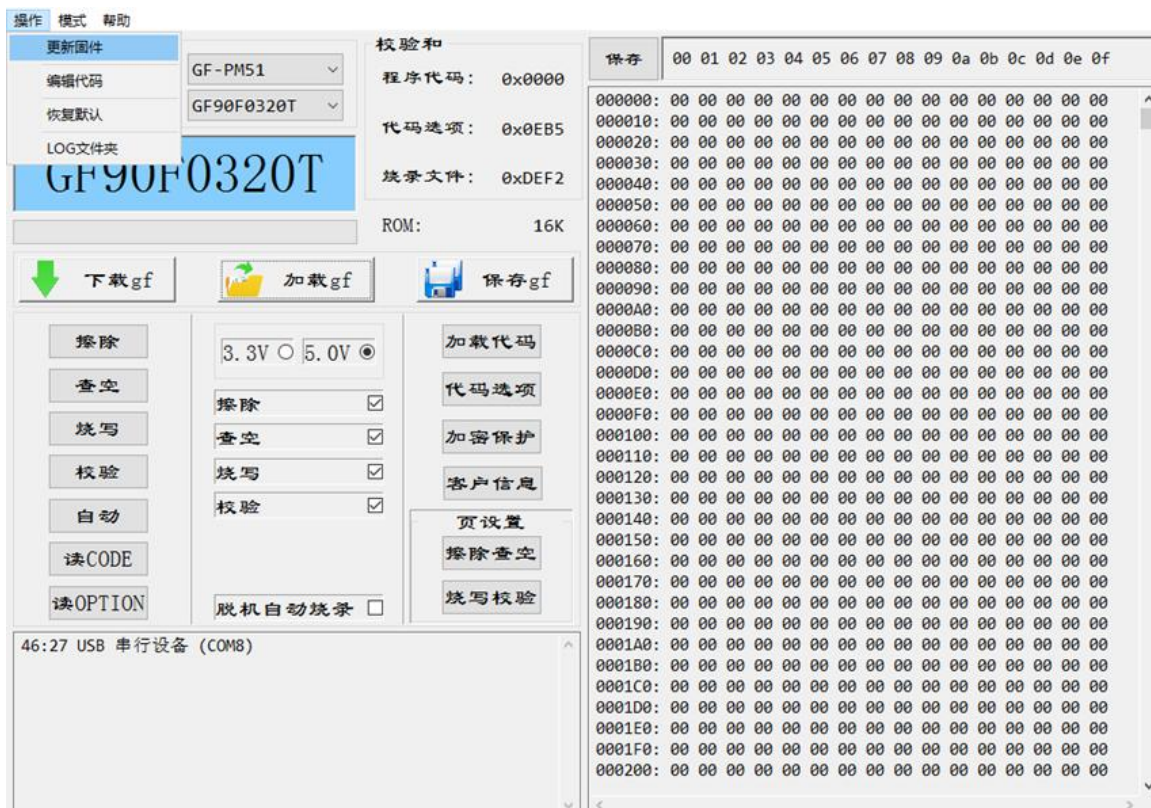 操作 模式 帮助
更新固件
编辑代码
恢复默认
LOG文件夹
GF-PM51
GF90F0320T
GF90F0320T
校验和
程序代码: 0x0000
代码选项: 0x0EB5
烧录文件: 0xDEF2
ROM: 16K
下载gf
加载gf
保存gf
擦除
查空
烧写
校验
自动
读CODE
读OPTION
3.3V 5.0V
擦除
查空
烧写
校验
脱机自动烧录
加载代码
代码选项
加密保护
客户信息
页设置
擦除查空
烧写校验
46:27 USB 串行设备 (COM8)
保存 00 01 02 03 04 05 06 07 08 09 0a 0b 0c 0d 0e 0f
000000: 00 00 00 00 00 00 00 00 00 00 00 00 00 00 00 00
000010: 00 00 00 00 00 00 00 00 00 00 00 00 00 00 00 00
000020: 00 00 00 00 00 00 00 00 00 00 00 00 00 00 00 00
000030: 00 00 00 00 00 00 00 00 00 00 00 00 00 00 00 00
000040: 00 00 00 00 00 00 00 00 00 00 00 00 00 00 00 00
000050: 00 00 00 00 00 00 00 00 00 00 00 00 00 00 00 00
000060: 00 00 00 00 00 00 00 00 00 00 00 00 00 00 00 00
000070: 00 00 00 00 00 00 00 00 00 00 00 00 00 00 00 00
000080: 00 00 00 00 00 00 00 00 00 00 00 00 00 00 00 00
000090: 00 00 00 00 00 00 00 00 00 00 00 00 00 00 00 00
0000A0: 00 00 00 00 00 00 00 00 00 00 00 00 00 00 00 00
0000B0: 00 00 00 00 00 00 00 00 00 00 00 00 00 00 00 00
0000C0: 00 00 00 00 00 00 00 00 00 00 00 00 00 00 00 00
0000D0: 00 00 00 00 00 00 00 00 00 00 00 00 00 00 00 00
0000E0: 00 00 00 00 00 00 00 00 00 00 00 00 00 00 00 00
0000F0: 00 00 00 00 00 00 00 00 00 00 00 00 00 00 00 00
000100: 00 00 00 00 00 00 00 00 00 00 00 00 00 00 00 00
000110: 00 00 00 00 00 00 00 00 00 00 00 00 00 00 00 00
000120: 00 00 00 00 00 00 00 00 00 00 00 00 00 00 00 00
000130: 00 00 00 00 00 00 00 00 00 00 00 00 00 00 00 00
000140: 00 00 00 00 00 00 00 00 00 00 00 00 00 00 00 00
000150: 00 00 00 00 00 00 00 00 00 00 00 00 00 00 00 00
000160: 00 00 00 00 00 00 00 00 00 00 00 00 00 00 00 00
000170: 00 00 00 00 00 00 00 00 00 00 00 00 00 00 00 00
000180: 00 00 00 00 00 00 00 00 00 00 00 00 00 00 00 00
000190: 00 00 00 00 00 00 00 00 00 00 00 00 00 00 00 00
0001A0: 00 00 00 00 00 00 00 00 00 00 00 00 00 00 00 00
0001B0: 00 00 00 00 00 00 00 00 00 00 00 00 00 00 00 00
0001C0: 00 00 00 00 00 00 00 00 00 00 00 00 00 00 00 00
0001D0: 00 00 00 00 00 00 00 00 00 00 00 00 00 00 00 00
0001E0: 00 00 00 00 00 00 00 00 00 00 00 00 00 00 00 00
0001F0: 00 00 00 00 00 00 00 00 00 00 00 00 00 00 00 00
000200: 00 00 00 00 00 00 00 00 00 00 00 00 00 00 00 00